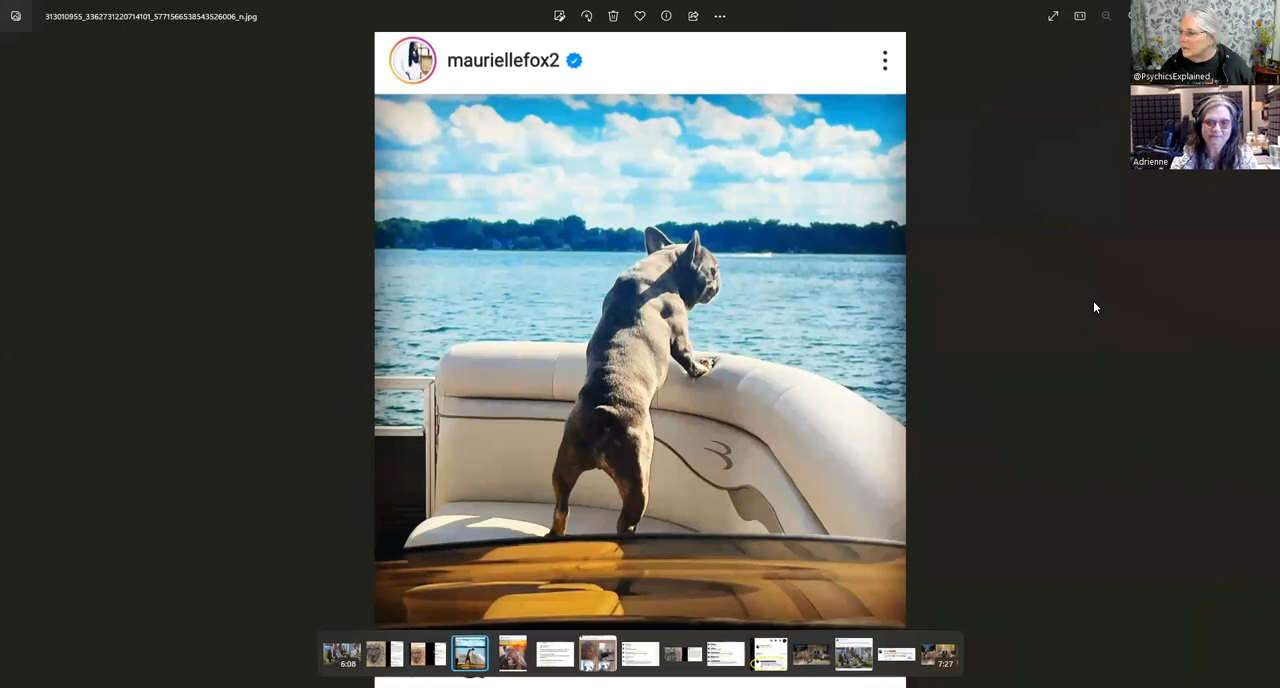 313010955_3362731220714101_5771566538543526006_n.jpg
mauriellefox2
@PsychicsExplained
Adrienne
6:08
7:27